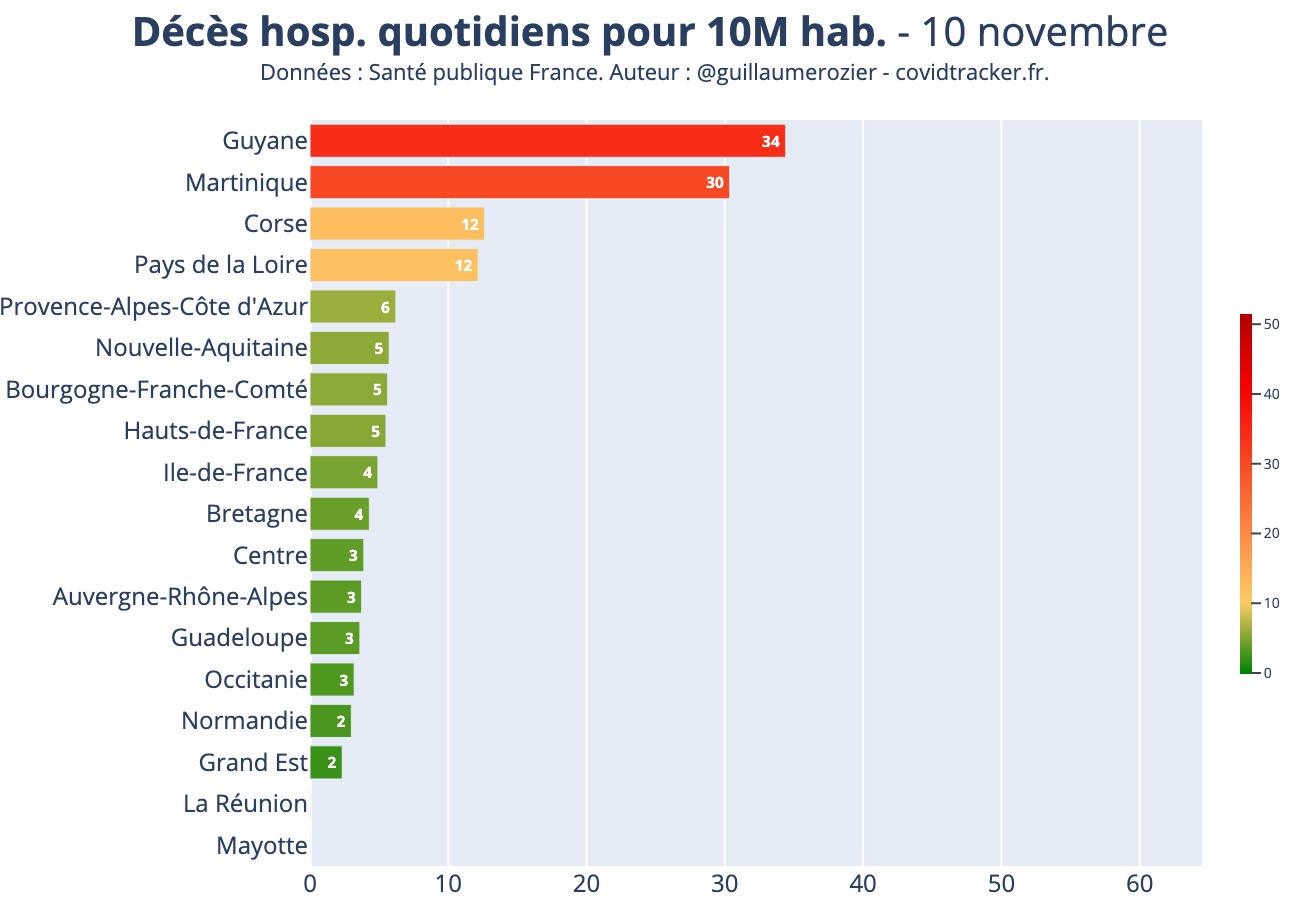 Décès hosp. quotidiens pour 10M hab. - 10 novembre
Données : Santé publique France. Auteur : @guillaumerozier - covidtracker.fr.
Guyane 34
Martinique 30
Corse 12
Pays de la Loire 12
Provence-Alpes-Côte d'Azur 6
Nouvelle-Aquitaine 5
Bourgogne-Franche-Comté 5
Hauts-de-France 5
Ile-de-France 4
Bretagne 4
Centre 3
Auvergne-Rhône-Alpes 3
Guadeloupe 3
Occitanie 3
Normandie 2
Grand Est 2
La Réunion
Mayotte
0 10 20 30 40 50 60
50
40
30
20
10
0